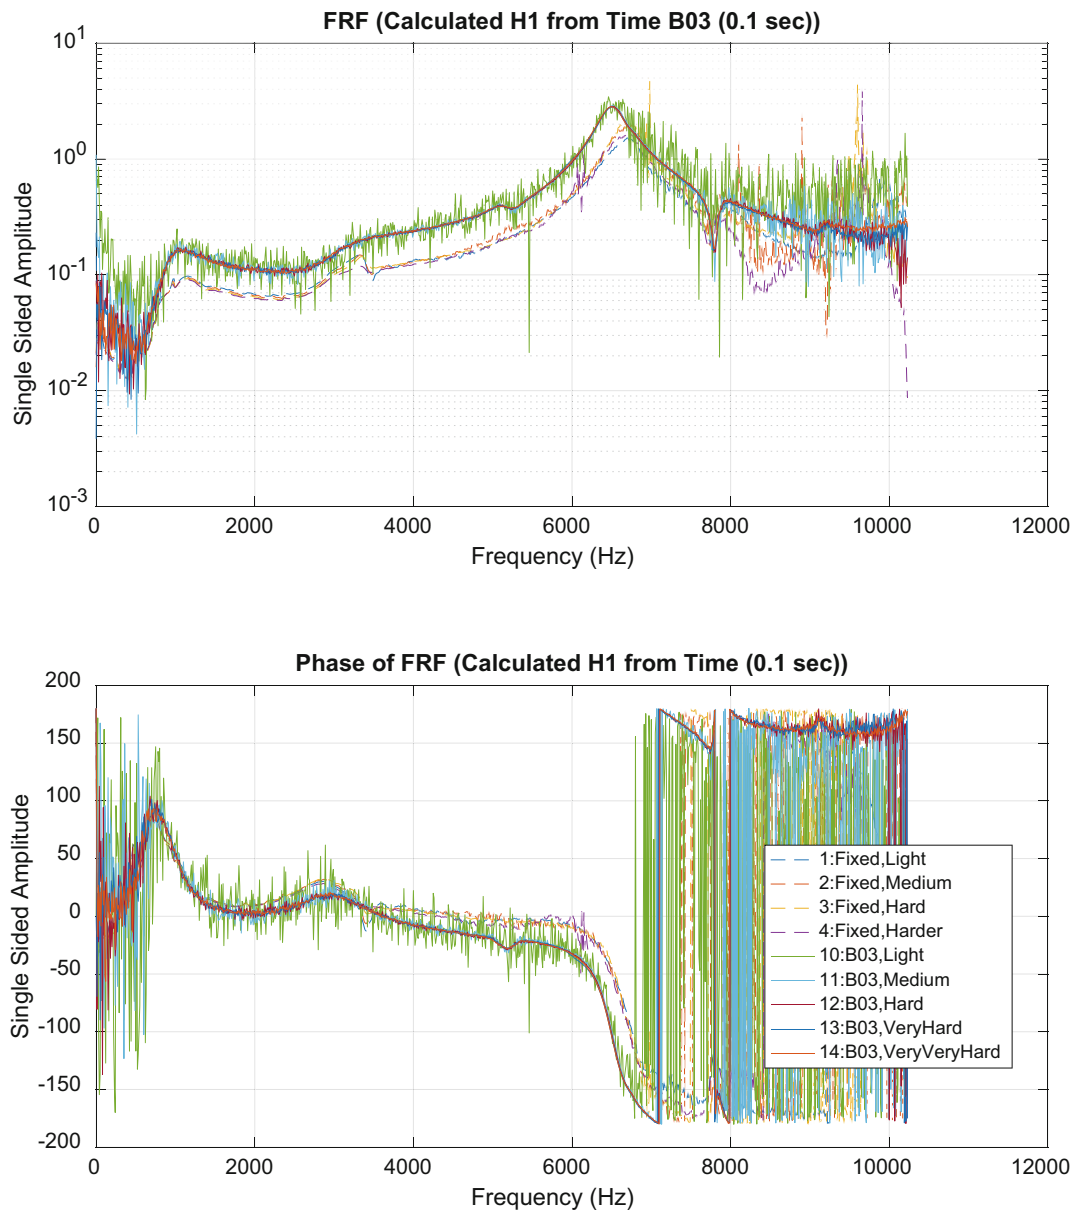 FRF (Calculated H1 from Time B03 (0.1 sec))
10^1
10^0
10^-1
10^-2
10^-3
Single Sided Amplitude
0 2000 4000 6000 8000 10000 12000
Frequency (Hz)
Phase of FRF (Calculated H1 from Time (0.1 sec))
200
150
100
50
0
-50
-100
-150
-200
Single Sided Amplitude
1:Fixed,Light
2:Fixed,Medium
3:Fixed,Hard
4:Fixed,Harder
10:B03,Light
11:B03,Medium
12:B03,Hard
13:B03,VeryHard
14:B03,VeryVeryHard
0 2000 4000 6000 8000 10000 12000
Frequency (Hz)